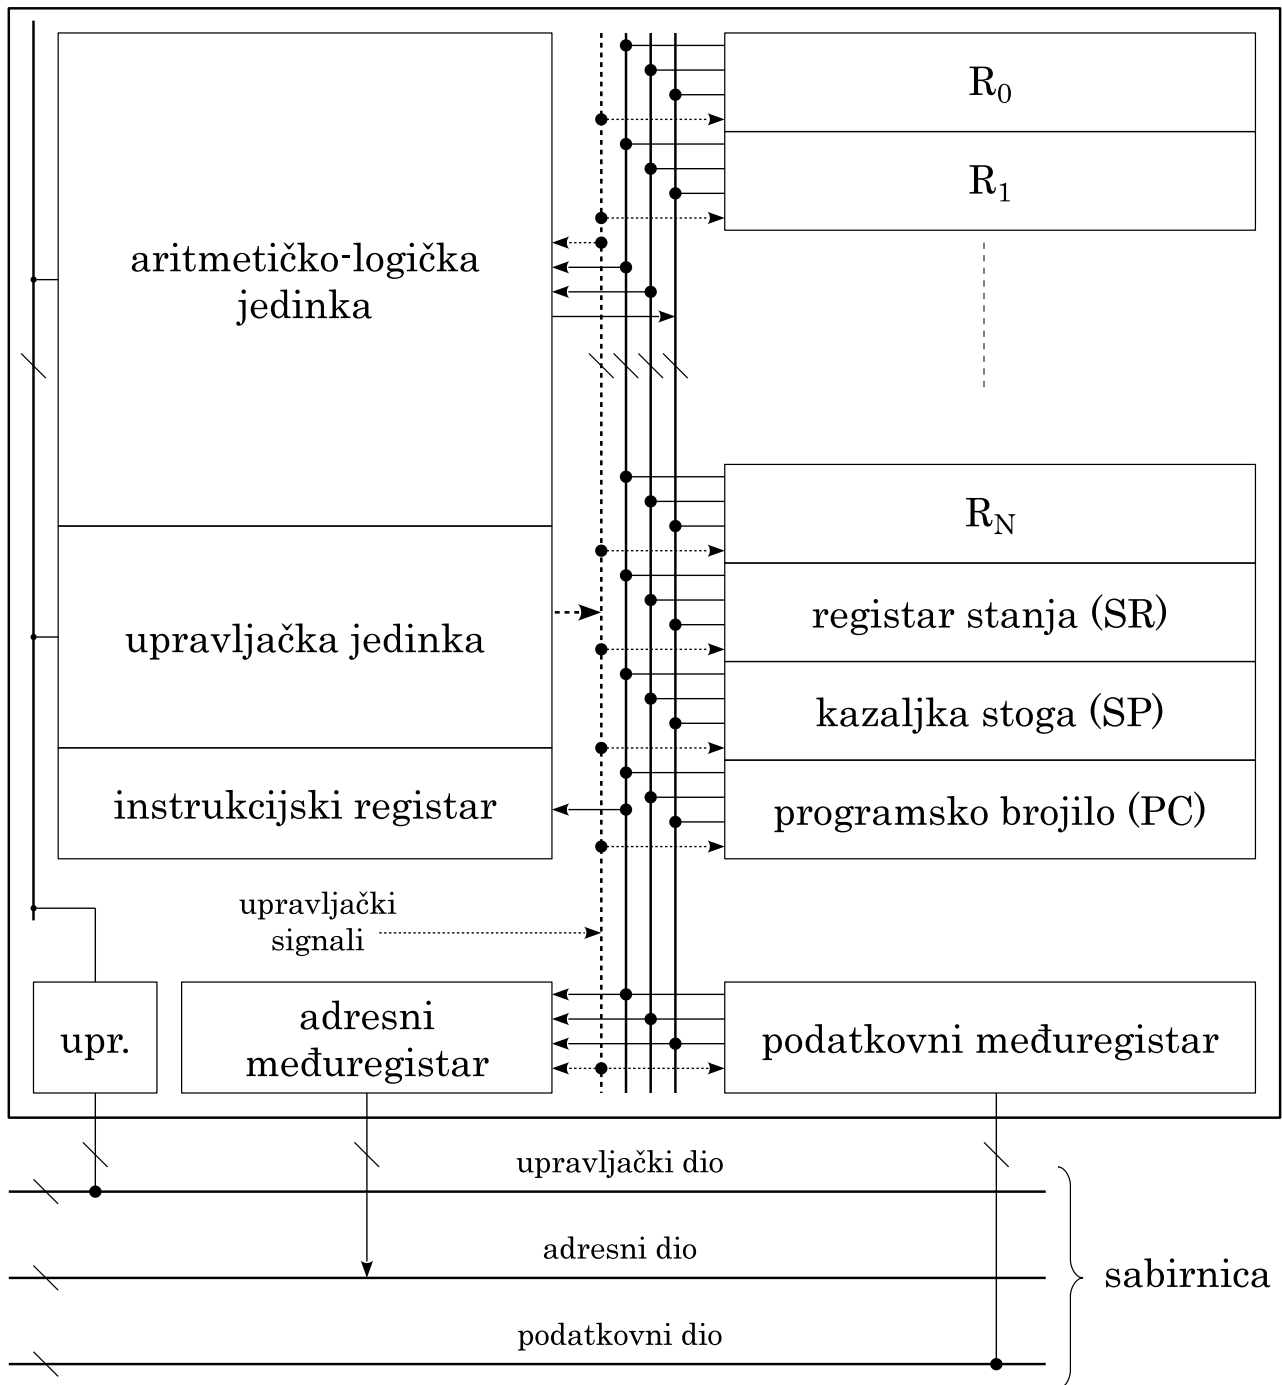 R0
R1
aritmetičko-logička
jedinka
RN
registar stanja (SR)
upravljačka jedinka
kazaljka stoga (SP)
instrukcijski registar
programsko brojilo (PC)
upravljački
signali
upr.
adresni
međuregistar
podatkovni međuregistar
upravljački dio
adresni dio
sabirnica
podatkovni dio